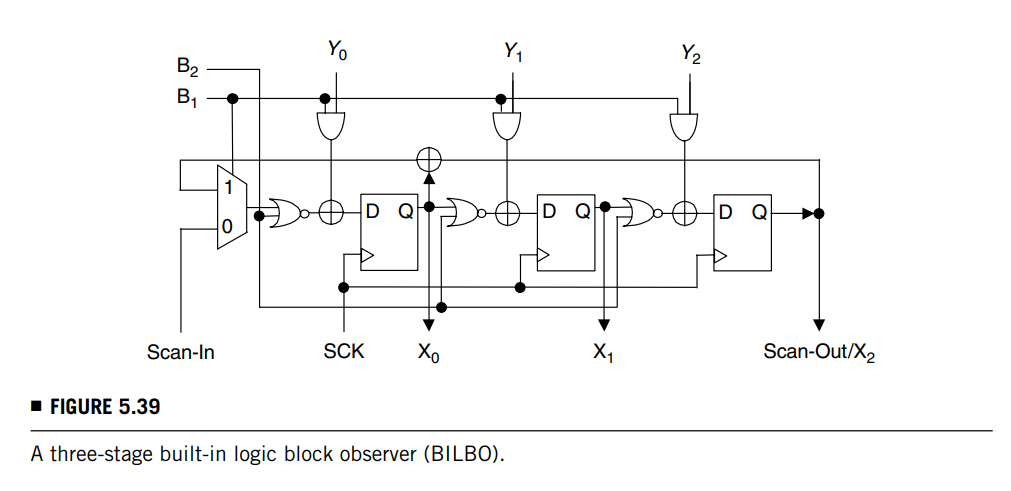 Y0 Y1 Y2
B2
B1
1
D Q D Q D Q
0
Scan-In SCK X0 X1 Scan-Out/X2
■ FIGURE 5.39
A three-stage built-in logic block observer (BILBO).